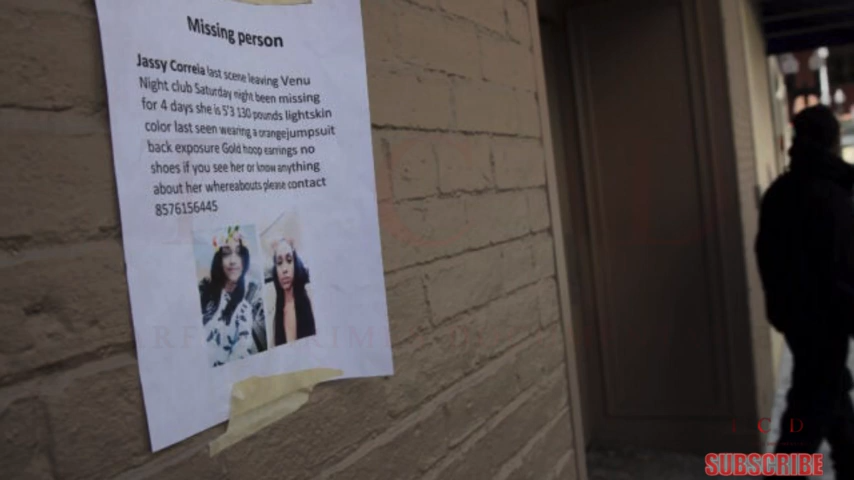 Missing person
Jassy Correia last scene leaving Venu
Night club Saturday night been missing
for 4 days she is 5'3 130 pounds lightskin
color last seen wearing a orangejumpsuit
back exposure Gold hoop earrings no
shoes if you see her or know anything
about her whereabouts please contact
8576156445
CD
SUBSCRIBE